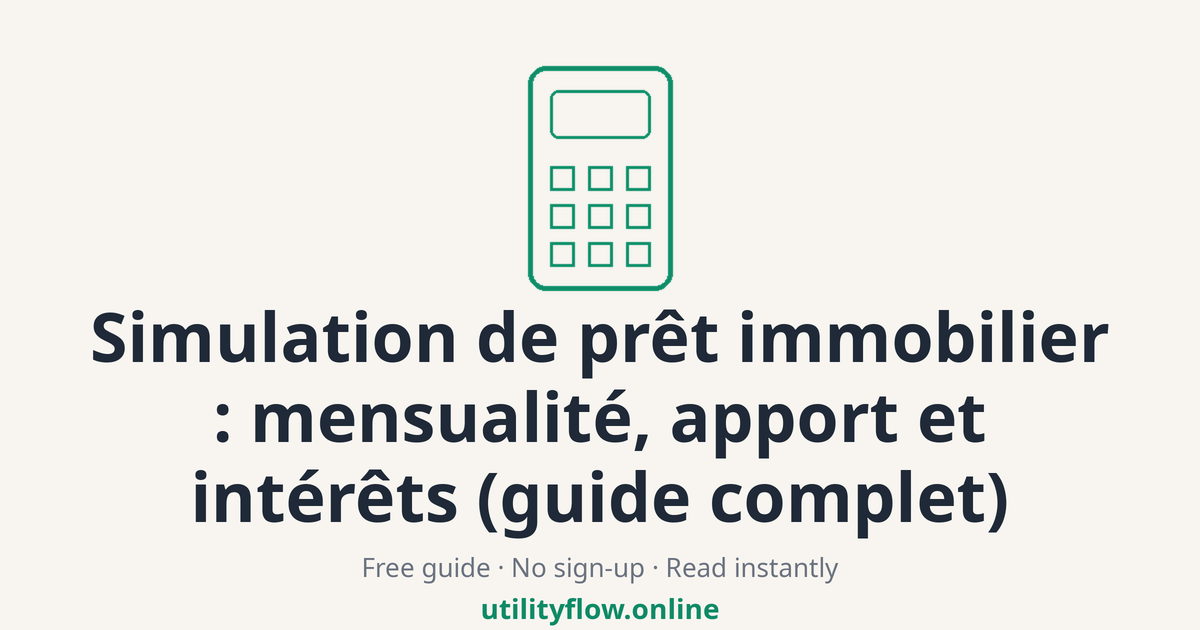 Simulation de prêt immobilier
: mensualité, apport et
intérêts (guide complet)
Free guide · No sign-up · Read instantly
utilityflow.online